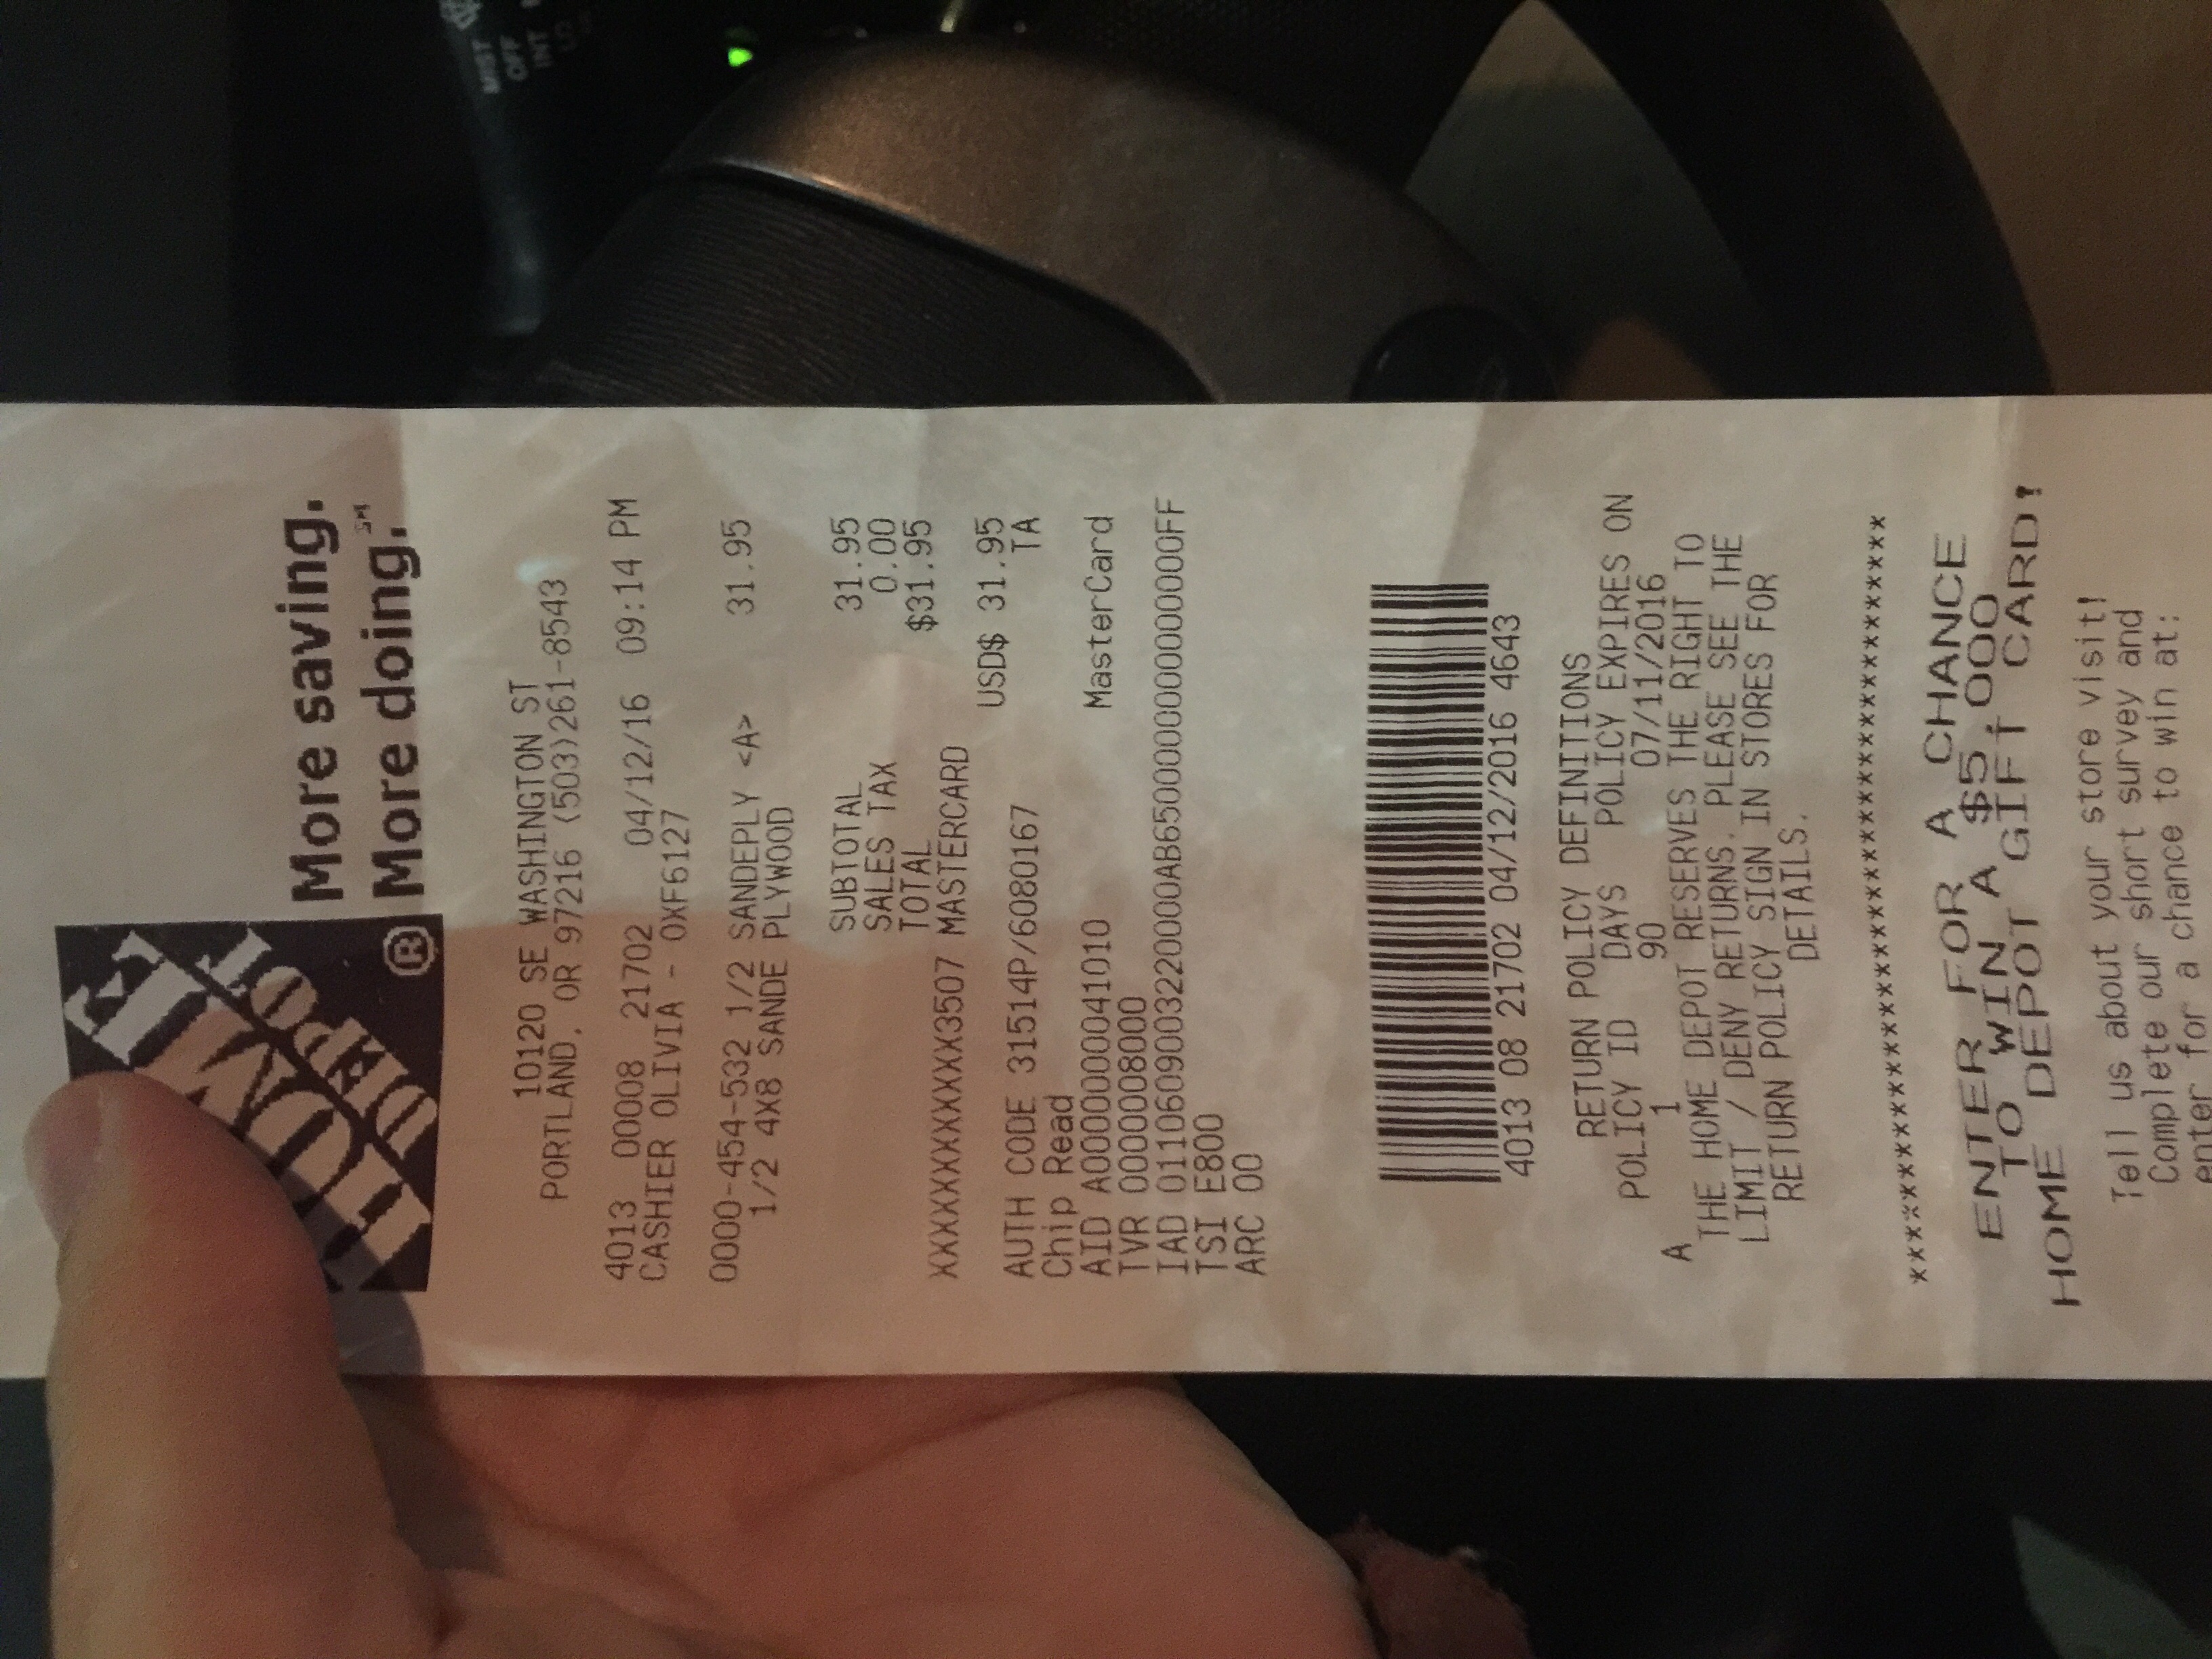 HOME
DEPOT
®
More saving.
More doing.℠
10120 SE WASHINGTON ST
PORTLAND, OR 97216 (503)261-8543
4013 00008 21702 04/12/16 09:14 PM
CASHIER OLIVIA - OXF6127
0000-454-532 1/2 SANDEPLY <A> 31.95
1/2 4X8 SANDE PLYWOOD
SUBTOTAL 31.95
SALES TAX 0.00
TOTAL $31.95
XXXXXXXXXXXX3507 MASTERCARD
USD$ 31.95
AUTH CODE 31514P/6080167 TA
Chip Read
AID A0000000041010 MasterCard
TVR 0000008000
IAD 0110609003220000AB6500000000000000FF
TSI E800
ARC 00
4013 08 21702 04/12/2016 4643
RETURN POLICY DEFINITIONS
POLICY ID DAYS POLICY EXPIRES ON
A 1 90 07/11/2016
THE HOME DEPOT RESERVES THE RIGHT TO
LIMIT / DENY RETURNS. PLEASE SEE THE
RETURN POLICY SIGN IN STORES FOR
DETAILS.
***************************************
ENTER FOR A CHANCE
TO WIN A $5,000
HOME DEPOT GIFT CARD!
Tell us about your store visit!
Complete our short survey and
enter for a chance to win at:
MIST
OFF
INT
LO